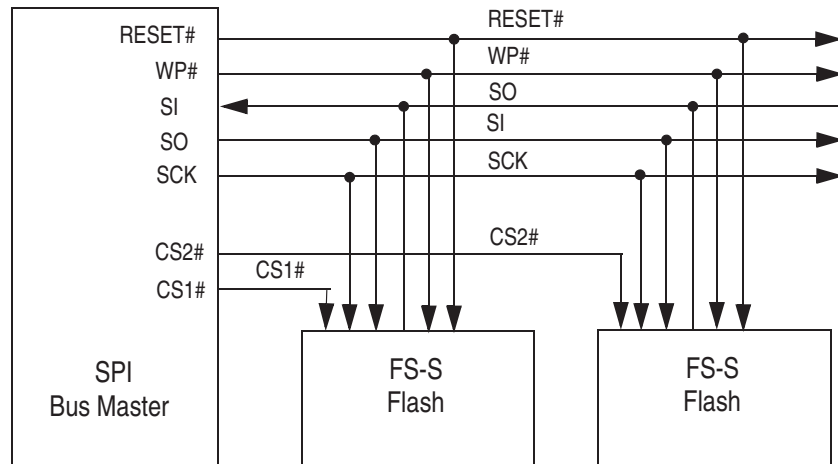 RESET#
RESET#
WP#
WP#
SI
SO
SO
SI
SCK
SCK
CS2#
CS2#
CS1#
CS1#
SPI
Bus Master
FS-S
Flash
FS-S
Flash